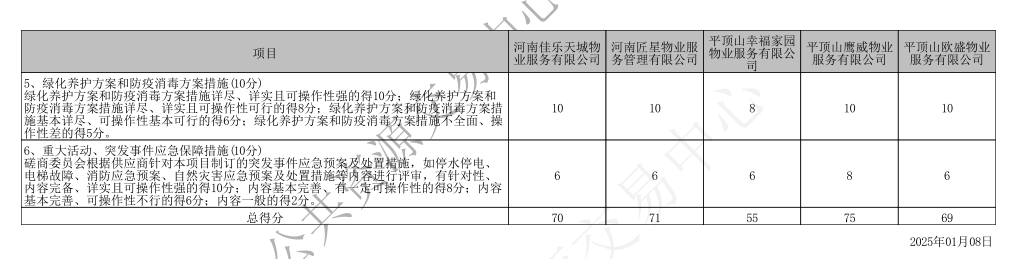 项目
河南佳乐天城物
业服务有限公司
河南匠星物业服
务管理有限公司
平顶山幸福家园
物业服务有限公
司
平顶山鹰威物业
服务有限公司
平顶山欧盛物业
服务有限公司
5、绿化养护方案和防疫消毒方案措施(10分)
绿化养护方案和防疫消毒方案措施详尽、详实且可操作性强的得10分；绿化养护方案和
防疫消毒方案措施详尽、详实且可操作性可行的得8分；绿化养护方案和防疫消毒方案措
施基本详尽、可操作性基本可行的得6分；绿化养护方案和防疫消毒方案措施不全面、操
作性差的得5分。
10
10
8
10
10
6、重大活动、突发事件应急保障措施(10分)
磋商委员会根据供应商针对本项目制订的突发事件应急预案及处置措施，如停水停电、
电梯故障、消防应急预案、自然灾害应急预案及处置措施等内容进行评审，有针对性、
内容完备、详实且可操作性强的得10分；内容基本完善、有一定可操作性的得8分；内容
基本完善、可操作性不行的得6分；内容一般的得2分。
6
6
6
8
6
总得分
70
71
55
75
69
2025年01月08日
公共资源交易中心
交易中心